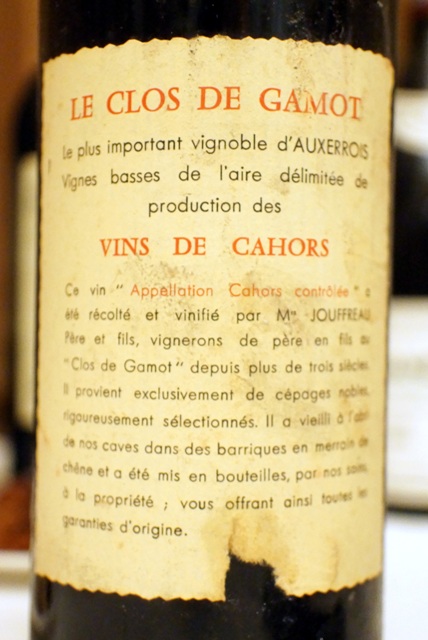 LE CLOS DE GAMOT
Le plus important vignoble d'AUXERROIS
Vignes basses de l'aire délimitée de
production des
VINS DE CAHORS
Ce vin "Appellation Cahors contrôlée" a
été récolté et vinifié par Mrs JOUFFREAU
Père et fils, vignerons de père en fils au
"Clos de Gamot" depuis plus de trois siècles.
Il provient exclusivement de cépages nobles,
rigoureusement sélectionnés. Il a vieilli à l'abri
de nos caves dans des barriques en merrain de
chêne et a été mis en bouteilles, par nos soins,
à la propriété ; vous offrant ainsi toutes les
garanties d'origine.